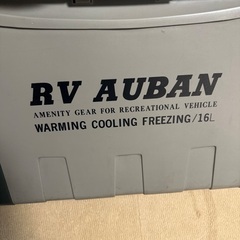 RV AUBAN
AMENITY GEAR FOR RECREATIONAL VEHICLE
WARMING COOLING FREEZING/16L